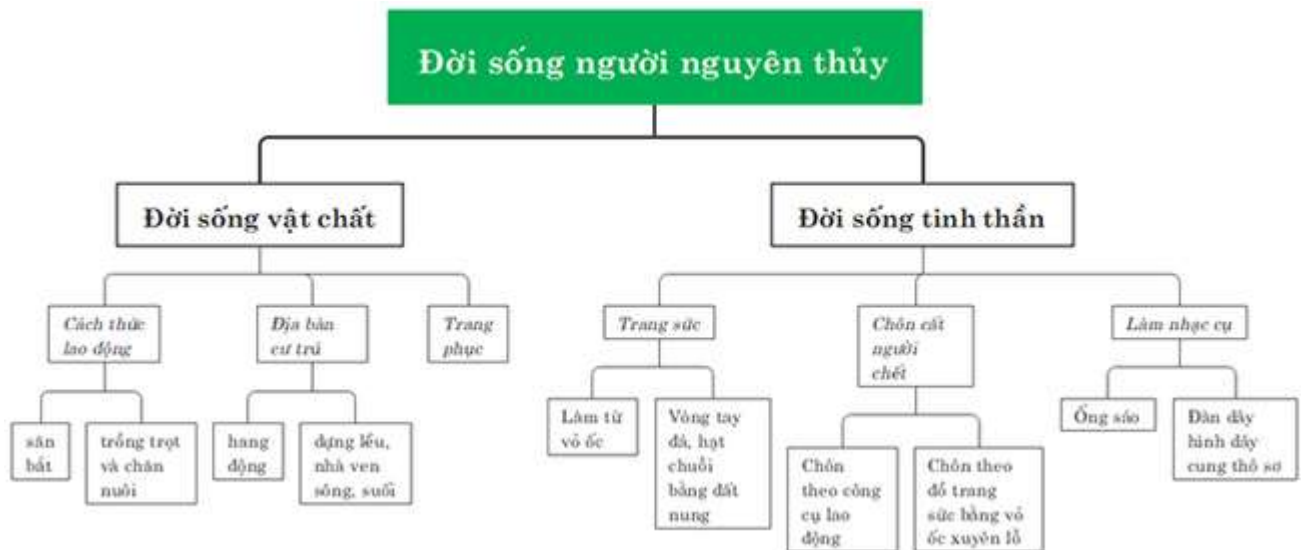 Đời sống người nguyên thủy
Đời sống vật chất
Đời sống tinh thần
Cách thức
lao động
Địa bàn
cư trú
Trang
phục
Trang sức
Chôn cất
người
chết
Làm nhạc cụ
săn
bắt
trồng trọt
và chăn
nuôi
hang
động
dựng lều,
nhà ven
sông, suối
Làm từ
vỏ ốc
Vòng tay
đá, hạt
chuỗi
bằng đất
nung
Chôn
theo công
cụ lao
động
Chôn theo
đồ trang
sức bằng vỏ
ốc xuyên lỗ
Ống sáo
Đàn dây
hình dây
cung thô sơ